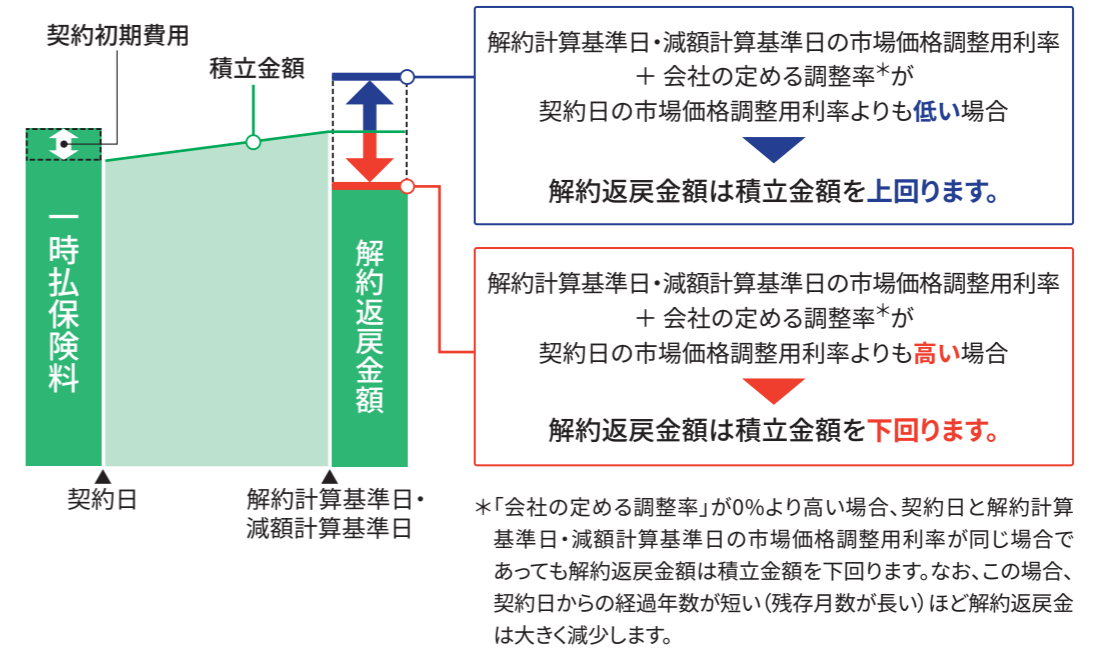 契約初期費用
積立金額
一時払保険料
解約返戻金額
契約日
解約計算基準日・
減額計算基準日
解約計算基準日・減額計算基準日の市場価格調整用利率
＋ 会社の定める調整率＊が
契約日の市場価格調整用利率よりも低い場合
解約返戻金額は積立金額を上回ります。
解約計算基準日・減額計算基準日の市場価格調整用利率
＋ 会社の定める調整率＊が
契約日の市場価格調整用利率よりも高い場合
解約返戻金額は積立金額を下回ります。
＊「会社の定める調整率」が0%より高い場合、契約日と解約計算
基準日・減額計算基準日の市場価格調整用利率が同じ場合で
あっても解約返戻金額は積立金額を下回ります。なお、この場合、
契約日からの経過年数が短い（残存月数が長い）ほど解約返戻金
は大きく減少します。